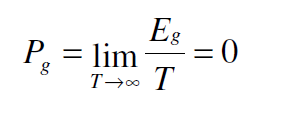 P_g = lim_{T→∞} E_g / T = 0